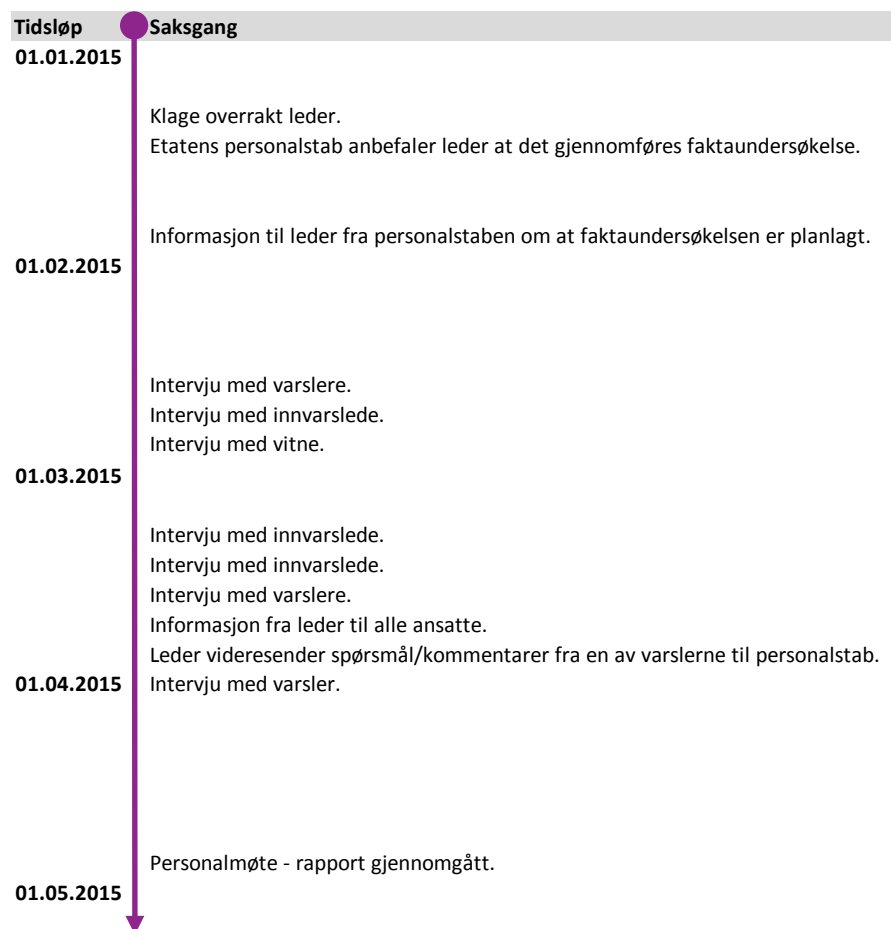 Tidsløp Saksgang
01.01.2015
Klage overrakt leder.
Etatens personalstab anbefaler leder at det gjennomføres faktaundersøkelse.
Informasjon til leder fra personalstaben om at faktaundersøkelsen er planlagt.
01.02.2015
Intervju med varslere.
Intervju med innvarslede.
Intervju med vitne.
01.03.2015
Intervju med innvarslede.
Intervju med innvarslede.
Intervju med varslere.
Informasjon fra leder til alle ansatte.
Leder videresender spørsmål/kommentarer fra en av varslerne til personalstab.
01.04.2015 Intervju med varsler.
Personalmøte - rapport gjennomgått.
01.05.2015